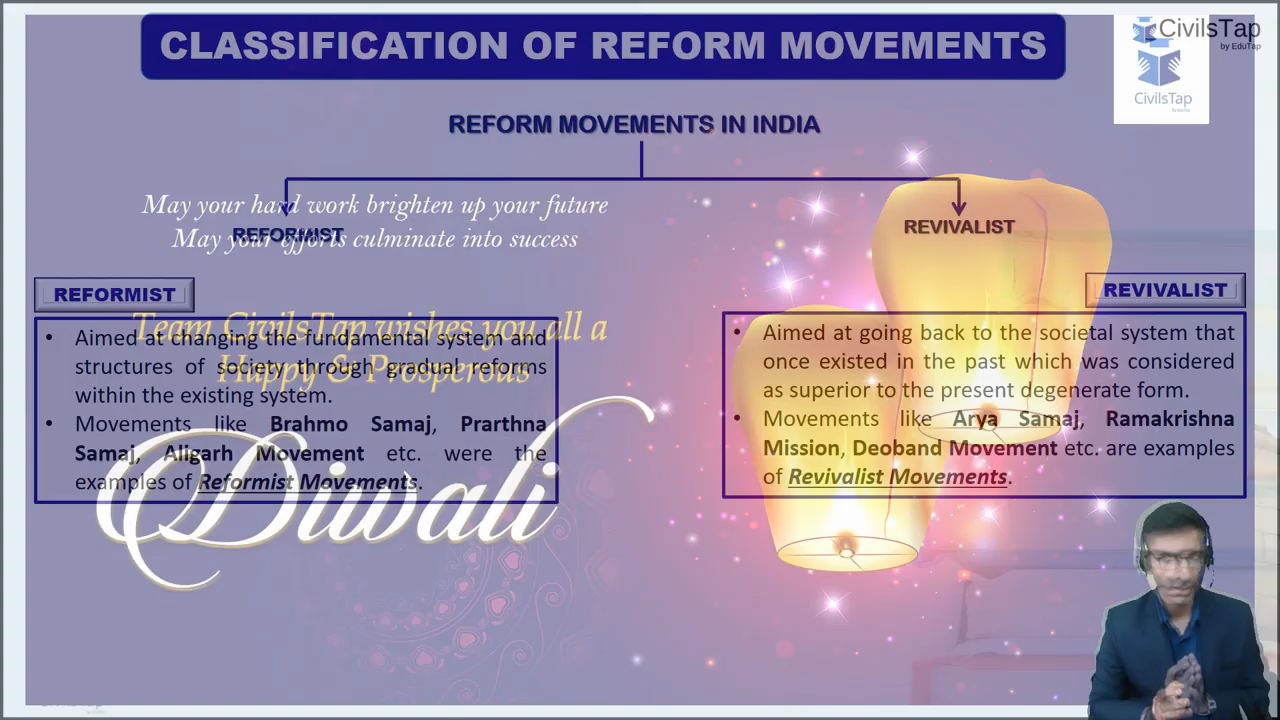 CLASSIFICATION OF REFORM MOVEMENTS
CivilsTap
by EduTap
CivilsTap
REFORM MOVEMENTS IN INDIA
May your hard work brighten up your future
May your efforts culminate into success
REFORMIST
REVIVALIST
REFORMIST
Aimed at changing the fundamental system and
structures of society through gradual reforms
within the existing system.
Movements like Brahmo Samaj, Prarthna
Samaj, Aligarh Movement etc. were the
examples of Reformist Movements.
Team CivilsTap wishes you all a
Happy & Prosperous
Diwali
REVIVALIST
Aimed at going back to the societal system that
once existed in the past which was considered
as superior to the present degenerate form.
Movements like Arya Samaj, Ramakrishna
Mission, Deoband Movement etc. are examples
of Revivalist Movements.
CivilsTap